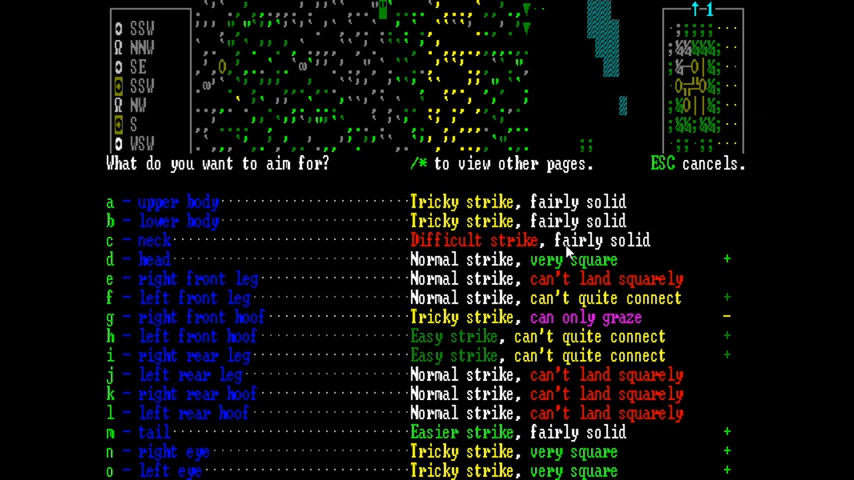 SSW
NNW
SE
SSW
NW
S
WSW
-1
What do you want to aim for? /* to view other pages. ESC cancels.
a - upper body Tricky strike, fairly solid
b - lower body Tricky strike, fairly solid
c - neck Difficult strike, fairly solid
d - head Normal strike, very square +
e - right front leg Normal strike, can't land squarely
f - left front leg Normal strike, can't quite connect +
g - right front hoof Tricky strike, can only graze -
h - left front hoof Easy strike, can't quite connect +
i - right rear leg Easy strike, can't quite connect +
j - left rear leg Normal strike, can't land squarely
k - right rear hoof Normal strike, can't land squarely
l - left rear hoof Normal strike, can't land squarely
m - tail Easier strike, fairly solid +
n - right eye Tricky strike, very square +
o - left eye Tricky strike, very square +